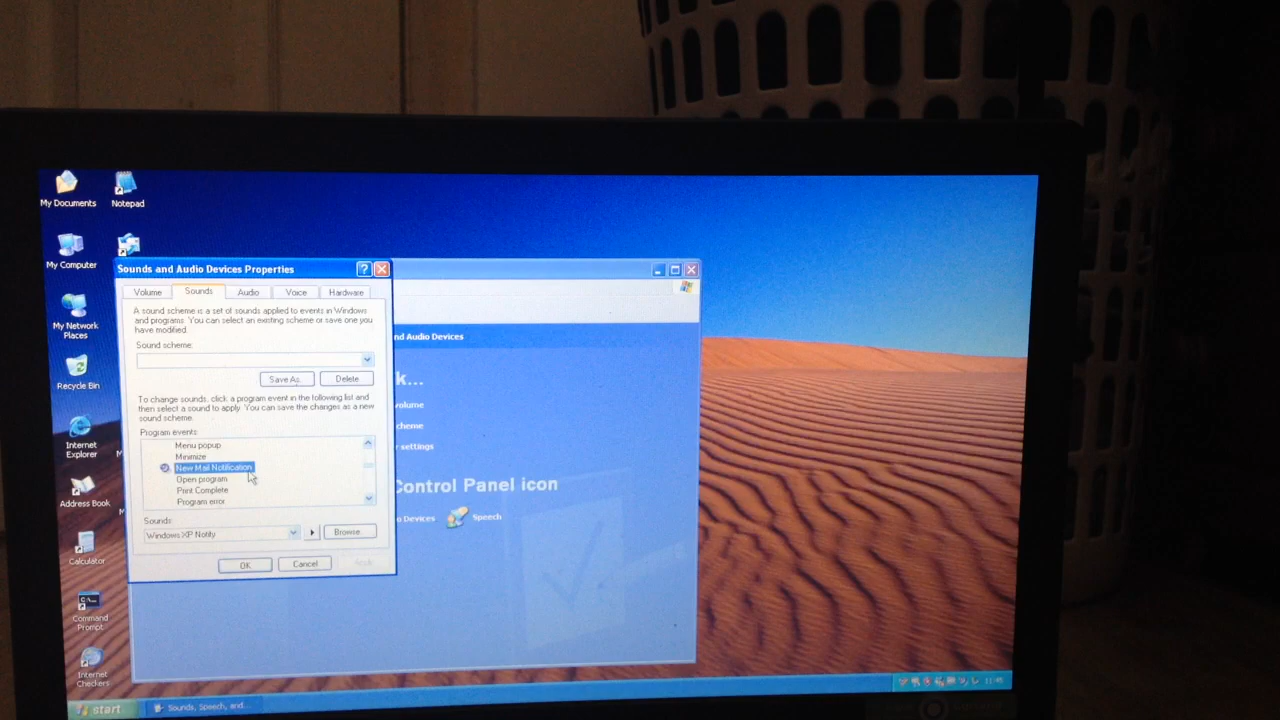 My Documents
Notepad
My Computer
My Network
Places
Recycle Bin
Internet
Explorer
Address Book
Calculator
Command
Prompt
Internet
Checkers
Sounds and Audio Devices Properties
Volume
Sounds
Audio
Voice
Hardware
A sound scheme is a set of sounds applied to events in Windows
and programs. You can select an existing scheme or save one you
have modified.
Sound scheme:
Save As...
Delete
To change sounds, click a program event in the following list and
then select a sound to apply. You can save the changes as a new
sound scheme.
Program events:
Menu popup
Minimize
New Mail Notification
Open program
Print Complete
Program error
Sounds:
Windows XP Notify
Browse...
OK
Cancel
Apply
nd Audio Devices
k...
volume
cheme
r settings
Control Panel icon
o Devices
Speech
start
Sounds, Speech, and...
11:45